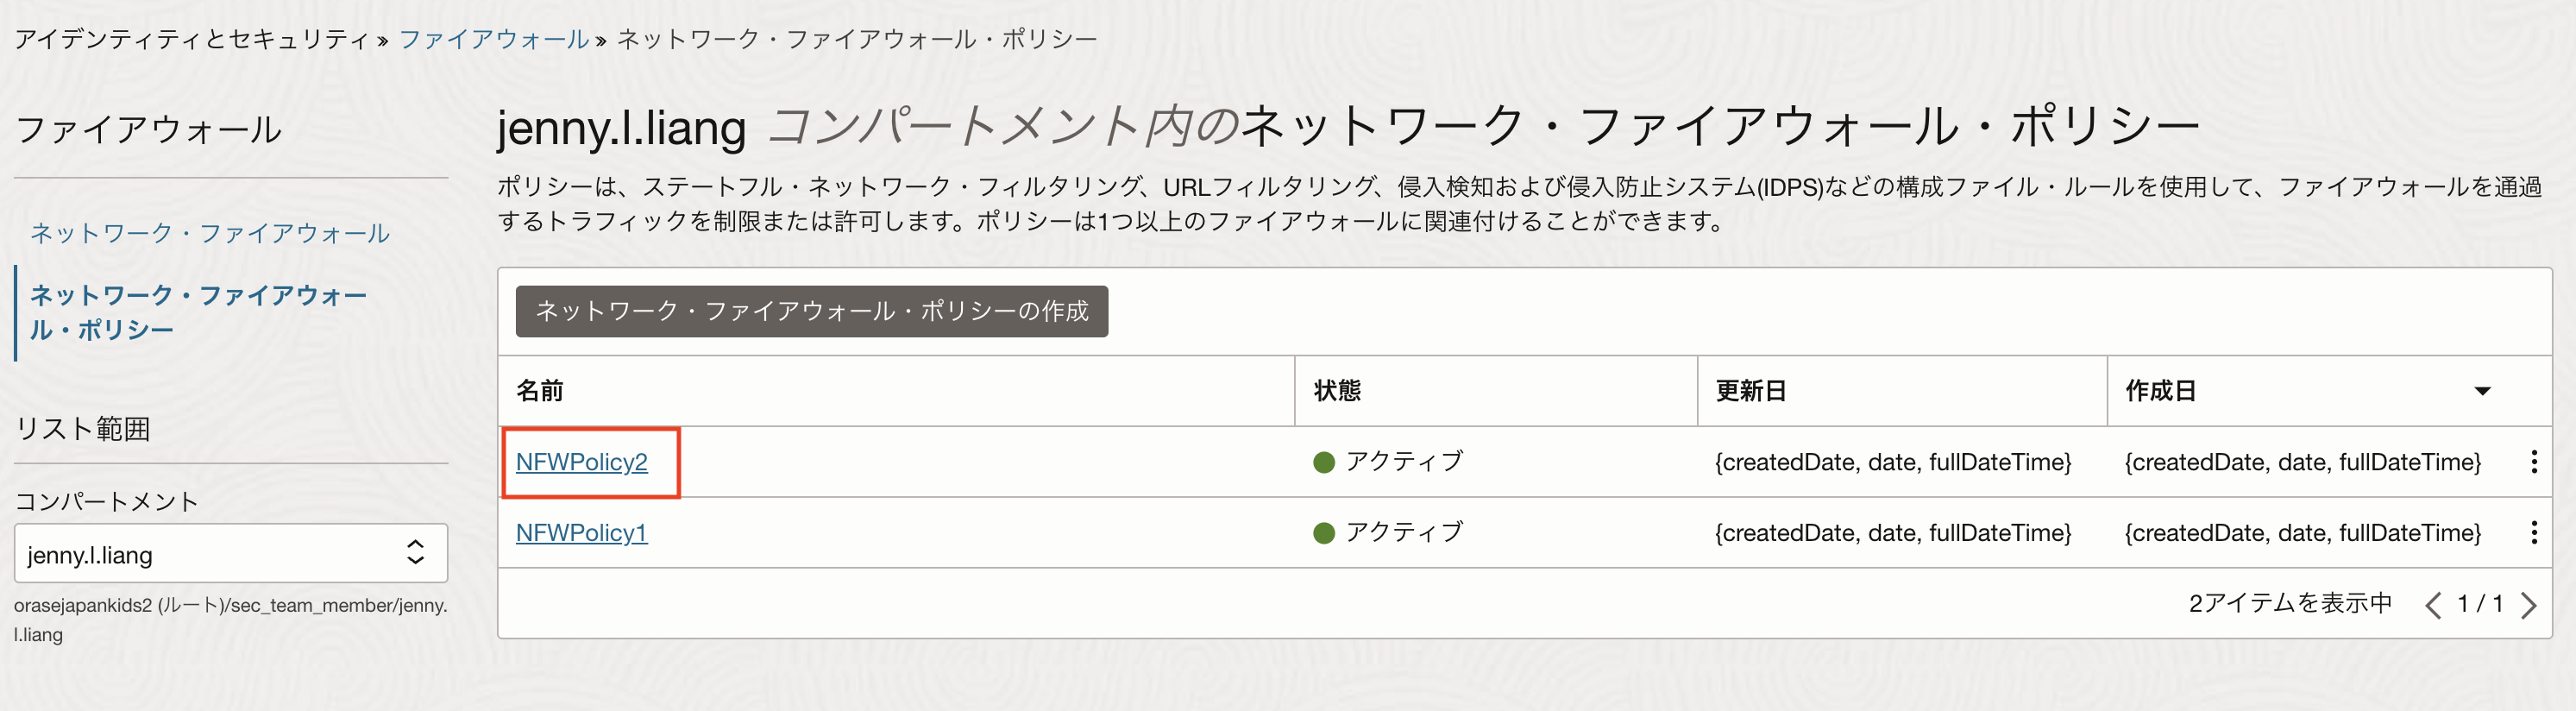 アイデンティティとセキュリティ » ファイアウォール » ネットワーク・ファイアウォール・ポリシー
ファイアウォール
ネットワーク・ファイアウォール
ネットワーク・ファイアウォー
ル・ポリシー
リスト範囲
コンパートメント
jenny.l.liang
orasejapankids2 (ルート)/sec_team_member/jenny.
l.liang
jenny.l.liang コンパートメント内のネットワーク・ファイアウォール・ポリシー
ポリシーは、ステートフル・ネットワーク・フィルタリング、URLフィルタリング、侵入検知および侵入防止システム(IDPS)などの構成ファイル・ルールを使用して、ファイアウォールを通過
するトラフィックを制限または許可します。ポリシーは1つ以上のファイアウォールに関連付けることができます。
ネットワーク・ファイアウォール・ポリシーの作成
名前 状態 更新日 作成日
NFWPolicy2 アクティブ {createdDate, date, fullDateTime} {createdDate, date, fullDateTime}
NFWPolicy1 アクティブ {createdDate, date, fullDateTime} {createdDate, date, fullDateTime}
2アイテムを表示中 1 / 1